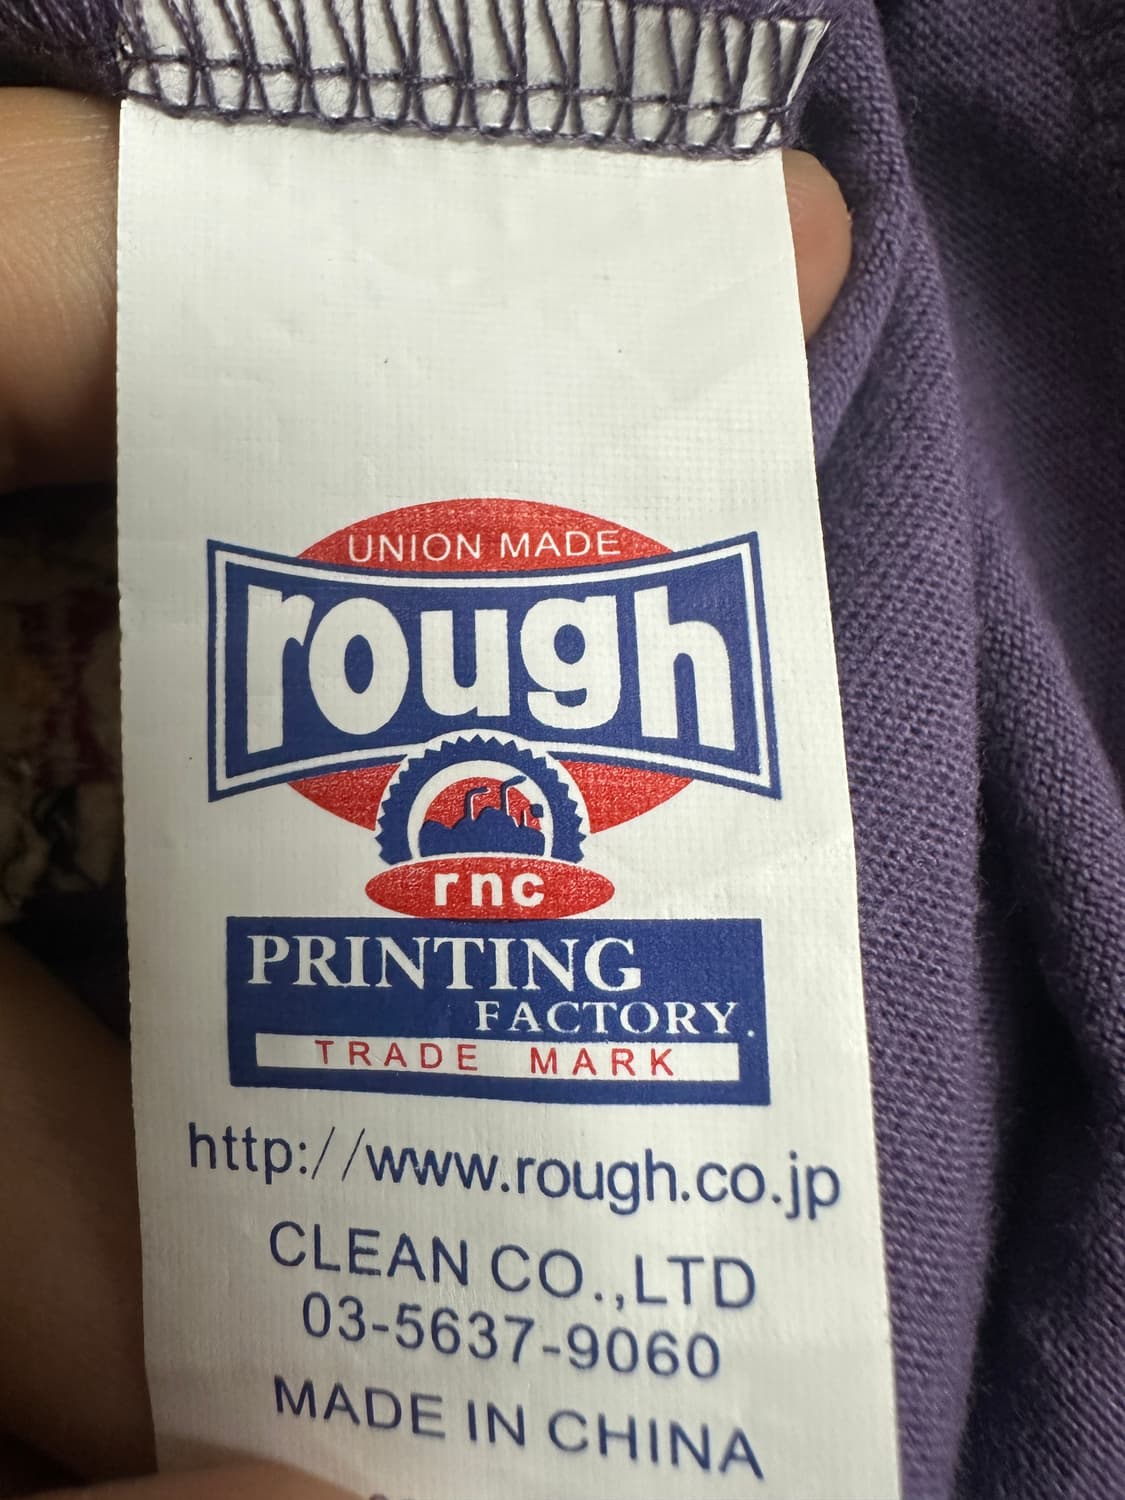 UNION MADE
rough
rnc
PRINTING
FACTORY.
TRADE MARK
http://www.rough.co.jp
CLEAN CO.,LTD
03-5637-9060
MADE IN CHINA